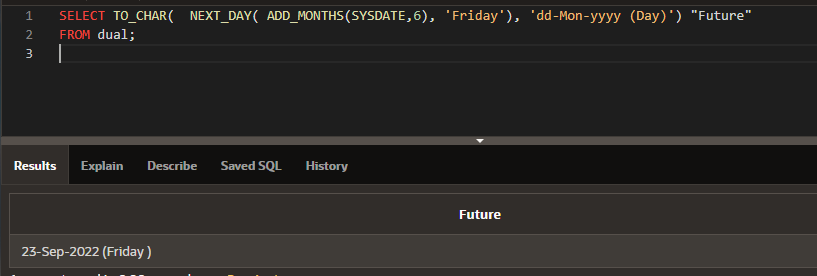 1 SELECT TO_CHAR(  NEXT_DAY( ADD_MONTHS(SYSDATE,6), 'Friday'), 'dd-Mon-yyyy (Day)') "Future"
2 FROM dual;
3
Results Explain Describe Saved SQL History
Future
23-Sep-2022 (Friday )